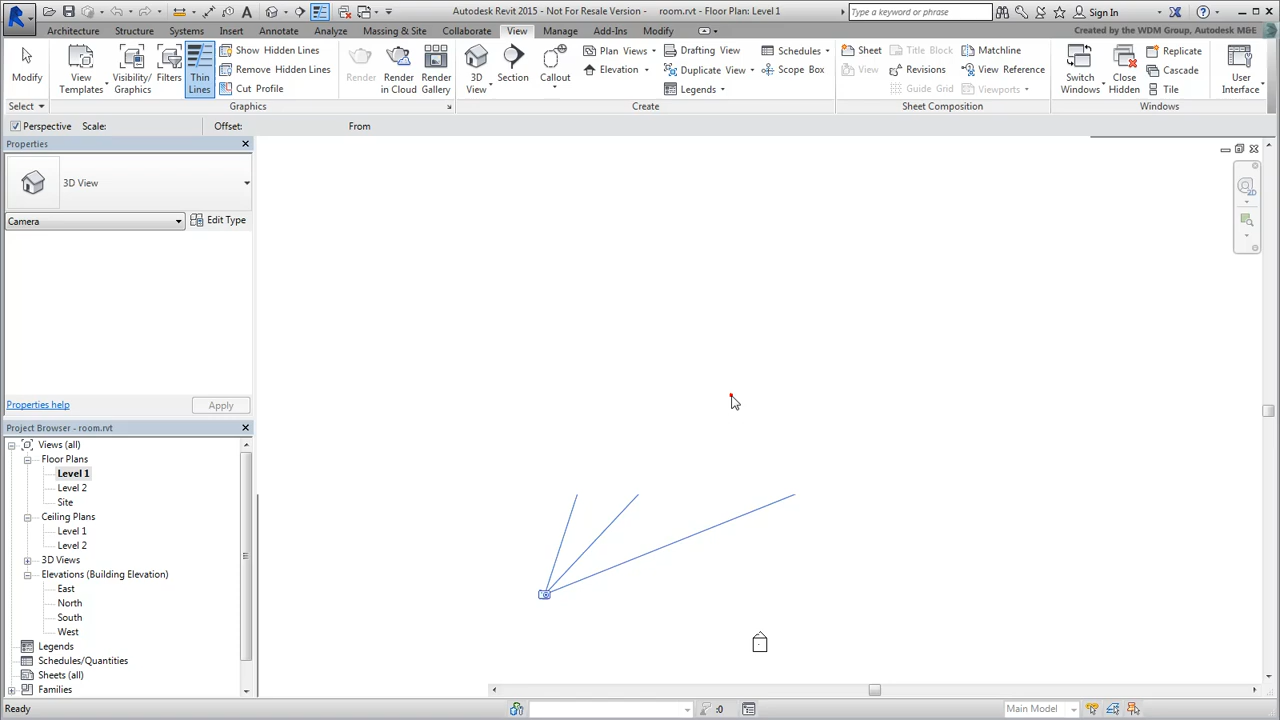 Autodesk Revit 2015 - Not For Resale Version - room.rvt - Floor Plan: Level 1
Type a keyword or phrase
Sign In
Architecture Structure Systems Insert Annotate Analyze Massing & Site Collaborate View Manage Add-Ins Modify
Created by the WDM Group, Autodesk M&E
Modify
View Templates
Visibility/ Graphics
Filters
Thin Lines
Show Hidden Lines
Remove Hidden Lines
Cut Profile
Render
Render in Cloud
Render Gallery
3D View
Section
Callout
Plan Views
Elevation
Drafting View
Duplicate View
Legends
Schedules
Scope Box
Sheet
View
Title Block
Revisions
Guide Grid
Matchline
View Reference
Viewports
Switch Windows
Close Hidden
Replicate
Cascade
Tile
User Interface
Select Graphics Create Sheet Composition Windows
Perspective Scale: Offset: From
Properties
3D View
Camera
Edit Type
2D
Properties help Apply
Project Browser - room.rvt
Views (all)
Floor Plans
Level 1
Level 2
Site
Ceiling Plans
Level 1
Level 2
3D Views
Elevations (Building Elevation)
East
North
South
West
Legends
Schedules/Quantities
Sheets (all)
Families
Ready
:0
Main Model